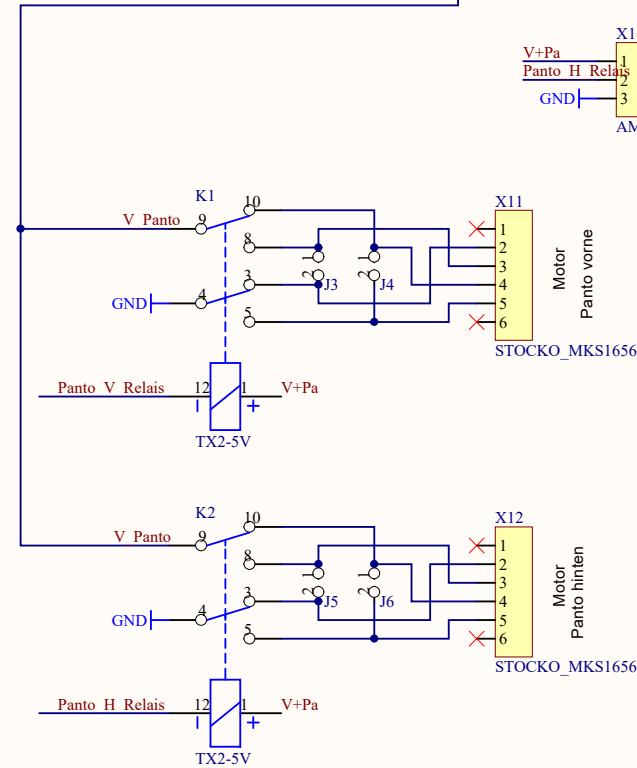 X1
V+Pa
1
Panto_H_Relais
2
GND
3
AM
K1
10
X11
V_Panto
9
1
8
2
1
1
3
2
2
3
J3
J4
4
GND
4
5
5
6
Motor
Panto vorne
STOCKO_MKS1656
Panto_V_Relais
12
1
V+Pa
+
TX2-5V
K2
10
X12
V_Panto
9
1
8
2
1
1
3
2
2
3
J5
J6
4
GND
4
5
5
6
Motor
Panto hinten
STOCKO_MKS1656
Panto_H_Relais
12
1
V+Pa
+
TX2-5V